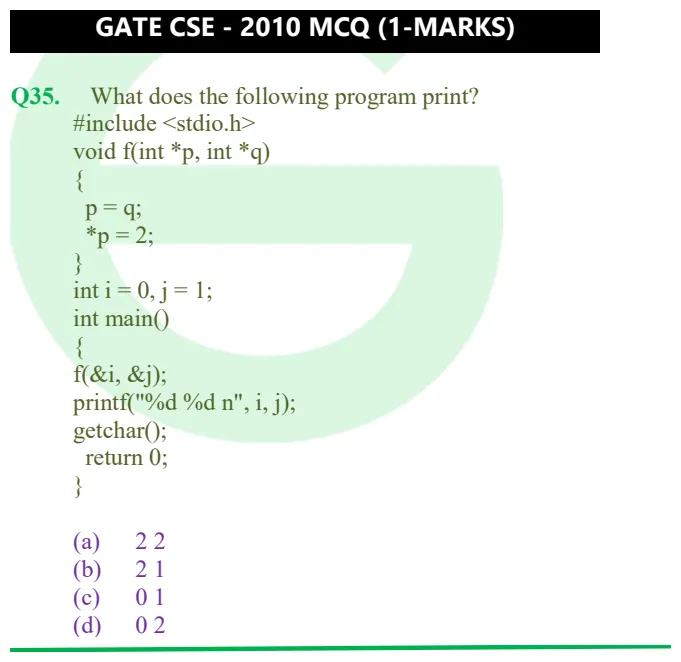 GATE CSE - 2010 MCQ (1-MARKS)
Q35. What does the following program print?
#include <stdio.h>
void f(int *p, int *q)
{
p = q;
*p = 2;
}
int i = 0, j = 1;
int main()
{
f(&i, &j);
printf("%d %d n", i, j);
getchar();
return 0;
}
(a) 2 2
(b) 2 1
(c) 0 1
(d) 0 2